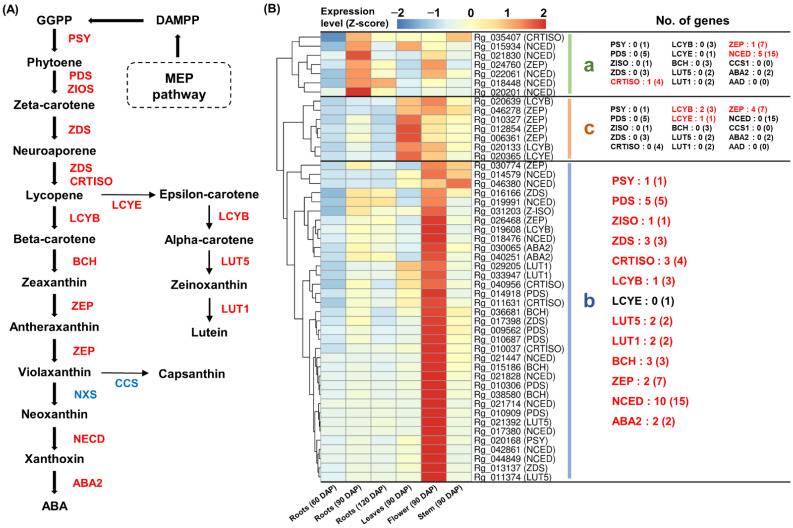 (A)
GGPP
DAMPP
PSY
Phytoene
PDS
ZIOS
MEP
pathway
Zeta-carotene
ZDS
Neuroaporene
ZDS
CRTISO
Lycopene
LCYE
Epsilon-carotene
LCYB
LCYB
Beta-carotene
Alpha-carotene
BCH
LUT5
Zeaxanthin
Zeinoxanthin
ZEP
LUT1
Antheraxanthin
Lutein
ZEP
Violaxanthin
CCS
Capsanthin
NXS
Neoxanthin
NECD
Xanthoxin
ABA2
ABA
(B)
Expression
level (Z-score)
−2 −1 0 1 2
No. of genes
Rg_035407 (CRTISO)
Rg_015934 (NCED)
Rg_021830 (NCED)
Rg_024760 (ZEP)
Rg_022061 (NCED)
Rg_018448 (NCED)
Rg_020201 (NCED)
Rg_020639 (LCYB)
Rg_046278 (ZEP)
Rg_010327 (ZEP)
Rg_012854 (ZEP)
Rg_006361 (ZEP)
Rg_020133 (LCYB)
Rg_020365 (LCYE)
Rg_030774 (ZEP)
Rg_014579 (NCED)
Rg_046380 (NCED)
Rg_016166 (ZDS)
Rg_019991 (NCED)
Rg_031203 (Z-ISO)
Rg_026468 (ZEP)
Rg_019608 (LCYB)
Rg_018476 (NCED)
Rg_030065 (ABA2)
Rg_040251 (ABA2)
Rg_029205 (LUT1)
Rg_033947 (LUT1)
Rg_040956 (CRTISO)
Rg_014918 (PDS)
Rg_011631 (CRTISO)
Rg_036681 (BCH)
Rg_017398 (ZDS)
Rg_009562 (PDS)
Rg_010687 (PDS)
Rg_010037 (CRTISO)
Rg_021447 (NCED)
Rg_015186 (BCH)
Rg_021828 (NCED)
Rg_010306 (PDS)
Rg_038580 (BCH)
Rg_021714 (NCED)
Rg_010909 (PDS)
Rg_021392 (LUT5)
Rg_017380 (NCED)
Rg_020168 (PSY)
Rg_042861 (NCED)
Rg_044849 (NCED)
Rg_013137 (ZDS)
Rg_011374 (LUT5)
Roots (60 DAP)
Roots (90 DAP)
Roots (120 DAP)
Leaves (90 DAP)
Flower (90 DAP)
Stem (90 DAP)
a
PSY : 0 (1) LCYB : 0 (3) ZEP : 1 (7)
PDS : 0 (5) LCYE : 0 (1) NCED : 5 (15)
ZISO : 0 (1) BCH : 0 (3) CCS1 : 0 (0)
ZDS : 0 (3) LUT5 : 0 (2) ABA2 : 0 (2)
CRTISO : 1 (4) LUT1 : 0 (2) AAD : 0 (0)
c
PSY : 0 (1) LCYB : 2 (3) ZEP : 4 (7)
PDS : 0 (5) LCYE : 1 (1) NCED : 0 (15)
ZISO : 0 (1) BCH : 0 (3) CCS1 : 0 (0)
ZDS : 0 (3) LUT5 : 0 (2) ABA2 : 0 (2)
CRTISO : 0 (4) LUT1 : 0 (2) AAD : 0 (0)
b
PSY : 1 (1)
PDS : 5 (5)
ZISO : 1 (1)
ZDS : 3 (3)
CRTISO : 3 (4)
LCYB : 1 (3)
LCYE : 0 (1)
LUT5 : 2 (2)
LUT1 : 2 (2)
BCH : 3 (3)
ZEP : 2 (7)
NCED : 10 (15)
ABA2 : 2 (2)